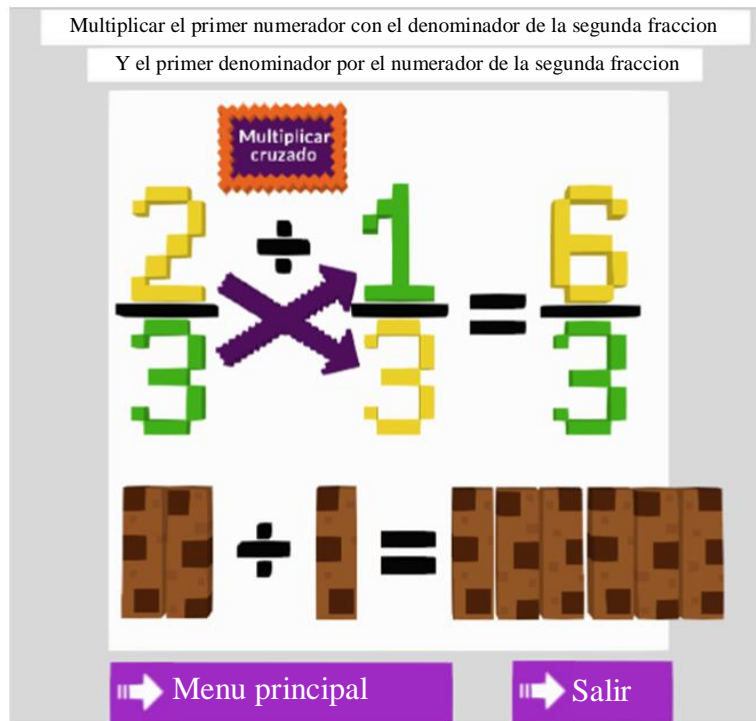 Multiplicar el primer numerador con el denominador de la segunda fraccion
Y el primer denominador por el numerador de la segunda fraccion
Multiplicar
cruzado
2 ÷ 1 = 6
3 3 3
÷ =
Menu principal
Salir